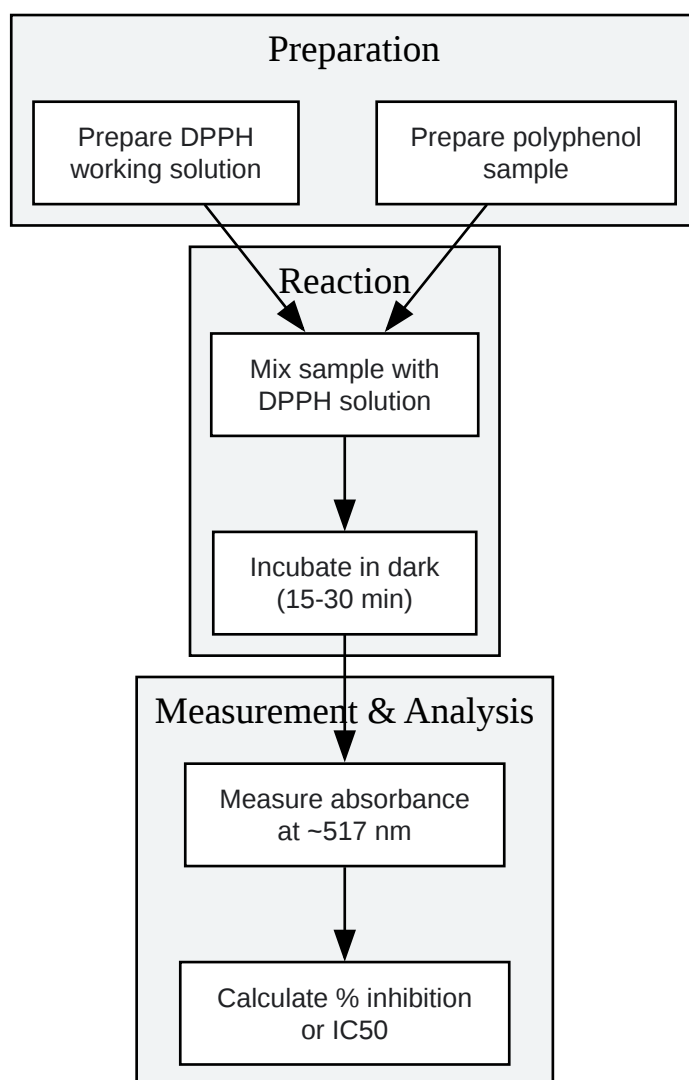 Preparation
Prepare DPPH
working solution
Prepare polyphenol
sample
Reaction
Mix sample with
DPPH solution
Incubate in dark
(15-30 min)
Measurement & Analysis
Measure absorbance
at ~517 nm
Calculate % inhibition
or IC50